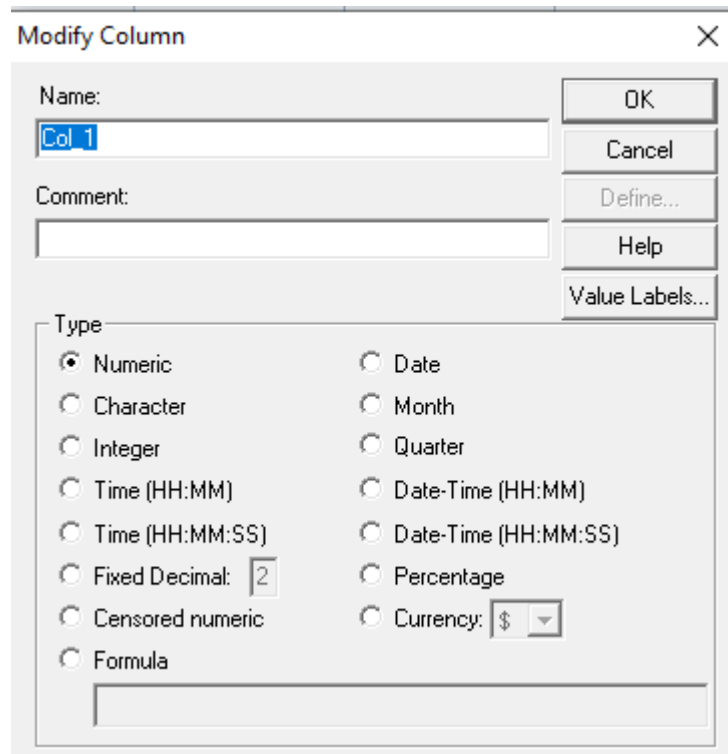 Modify Column
Name:
OK
Col_1
Cancel
Comment:
Define...
Help
Value Labels...
Type
Numeric
Date
Character
Month
Integer
Quarter
Time (HH:MM)
Date-Time (HH:MM)
Time (HH:MM:SS)
Date-Time (HH:MM:SS)
Fixed Decimal: 2
Percentage
Censored numeric
Currency: $
Formula